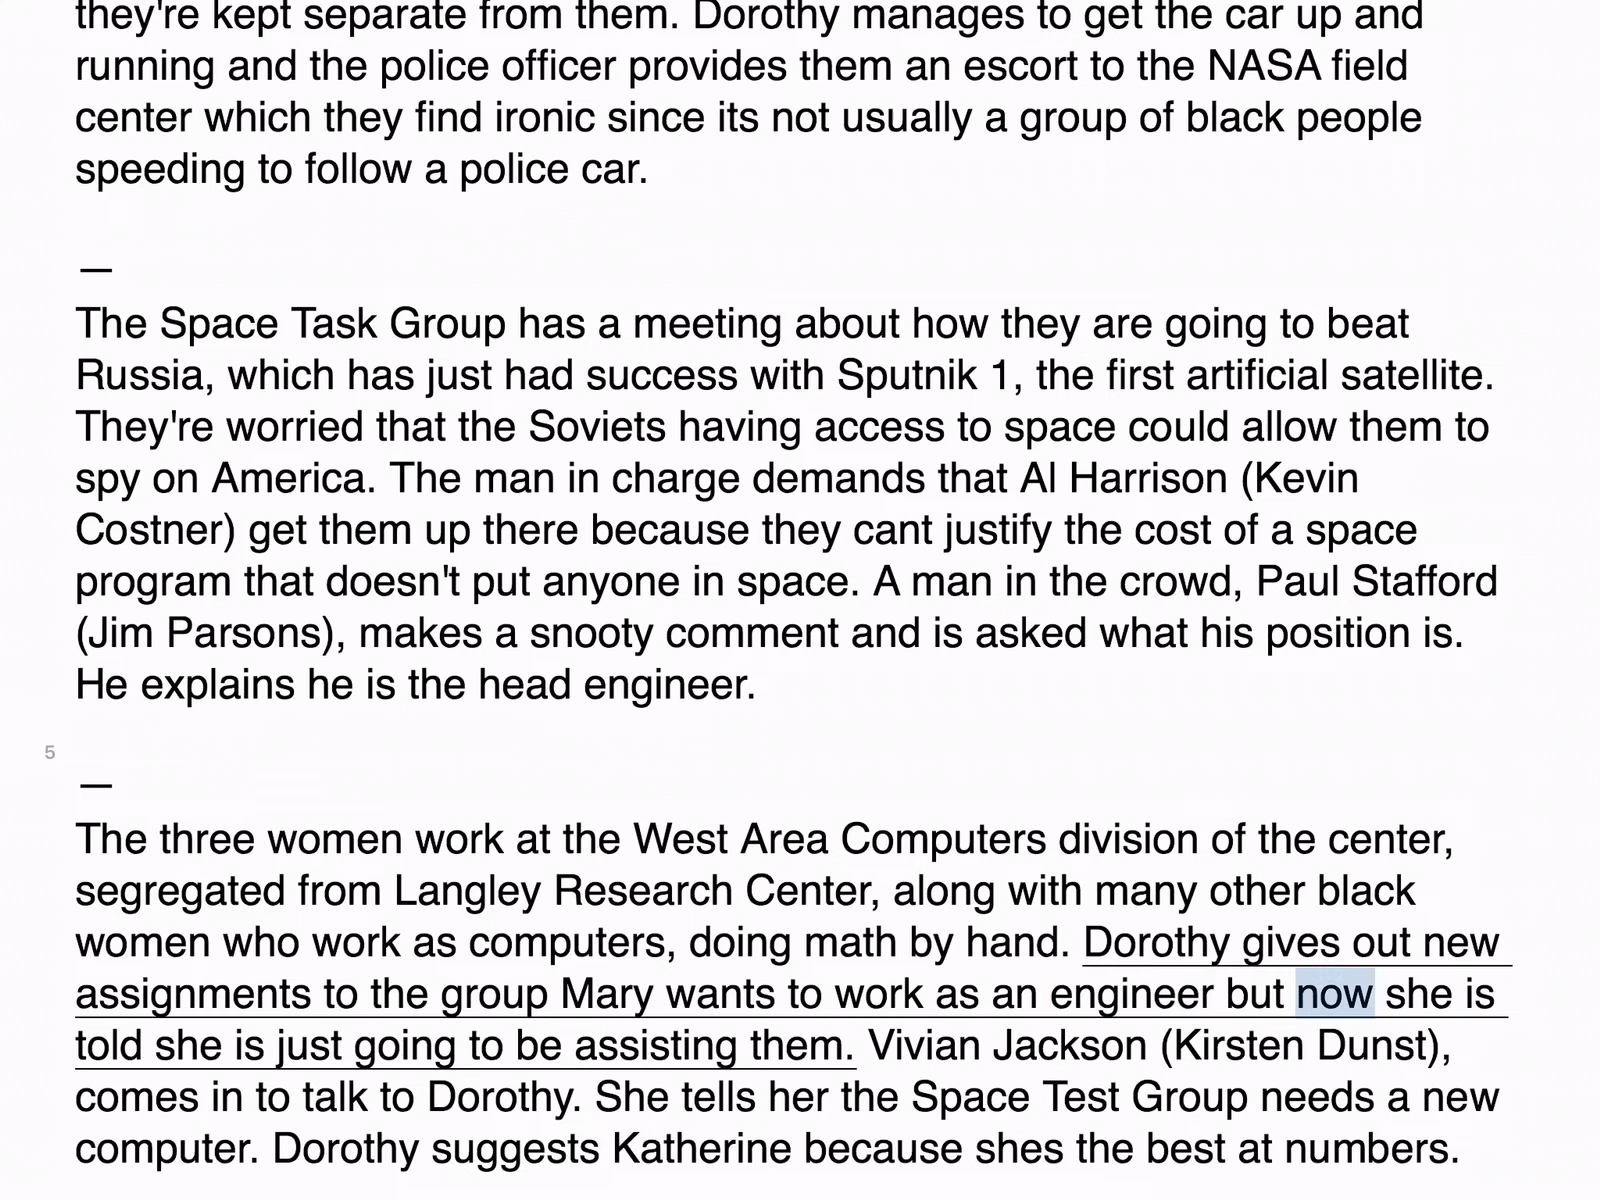 they're kept separate from them. Dorothy manages to get the car up and
running and the police officer provides them an escort to the NASA field
center which they find ironic since its not usually a group of black people
speeding to follow a police car.
—
The Space Task Group has a meeting about how they are going to beat
Russia, which has just had success with Sputnik 1, the first artificial satellite.
They're worried that the Soviets having access to space could allow them to
spy on America. The man in charge demands that Al Harrison (Kevin
Costner) get them up there because they cant justify the cost of a space
program that doesn't put anyone in space. A man in the crowd, Paul Stafford
(Jim Parsons), makes a snooty comment and is asked what his position is.
He explains he is the head engineer.
5
—
The three women work at the West Area Computers division of the center,
segregated from Langley Research Center, along with many other black
women who work as computers, doing math by hand. Dorothy gives out new
assignments to the group Mary wants to work as an engineer but now she is
told she is just going to be assisting them. Vivian Jackson (Kirsten Dunst),
comes in to talk to Dorothy. She tells her the Space Test Group needs a new
computer. Dorothy suggests Katherine because shes the best at numbers.